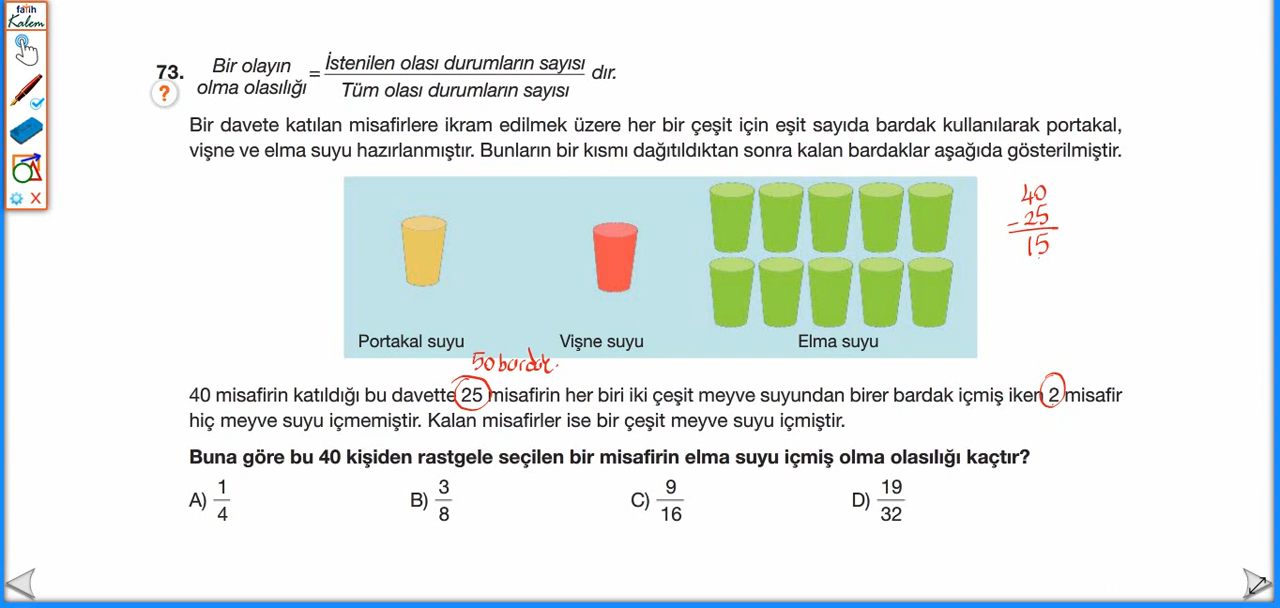 fatih
Kalem
73. Bir olayın olma olasılığı = İstenilen olası durumların sayısı / Tüm olası durumların sayısı dır.
?
Bir davete katılan misafirlere ikram edilmek üzere her bir çeşit için eşit sayıda bardak kullanılarak portakal,
vişne ve elma suyu hazırlanmıştır. Bunların bir kısmı dağıtıldıktan sonra kalan bardaklar aşağıda gösterilmiştir.
40
- 25
15
Portakal suyu Vişne suyu Elma suyu
50 bardak.
40 misafirin katıldığı bu davette 25 misafirin her biri iki çeşit meyve suyundan birer bardak içmiş iken 2 misafir
hiç meyve suyu içmemiştir. Kalan misafirler ise bir çeşit meyve suyu içmiştir.
Buna göre bu 40 kişiden rastgele seçilen bir misafirin elma suyu içmiş olma olasılığı kaçtır?
A) 1/4 B) 3/8 C) 9/16 D) 19/32